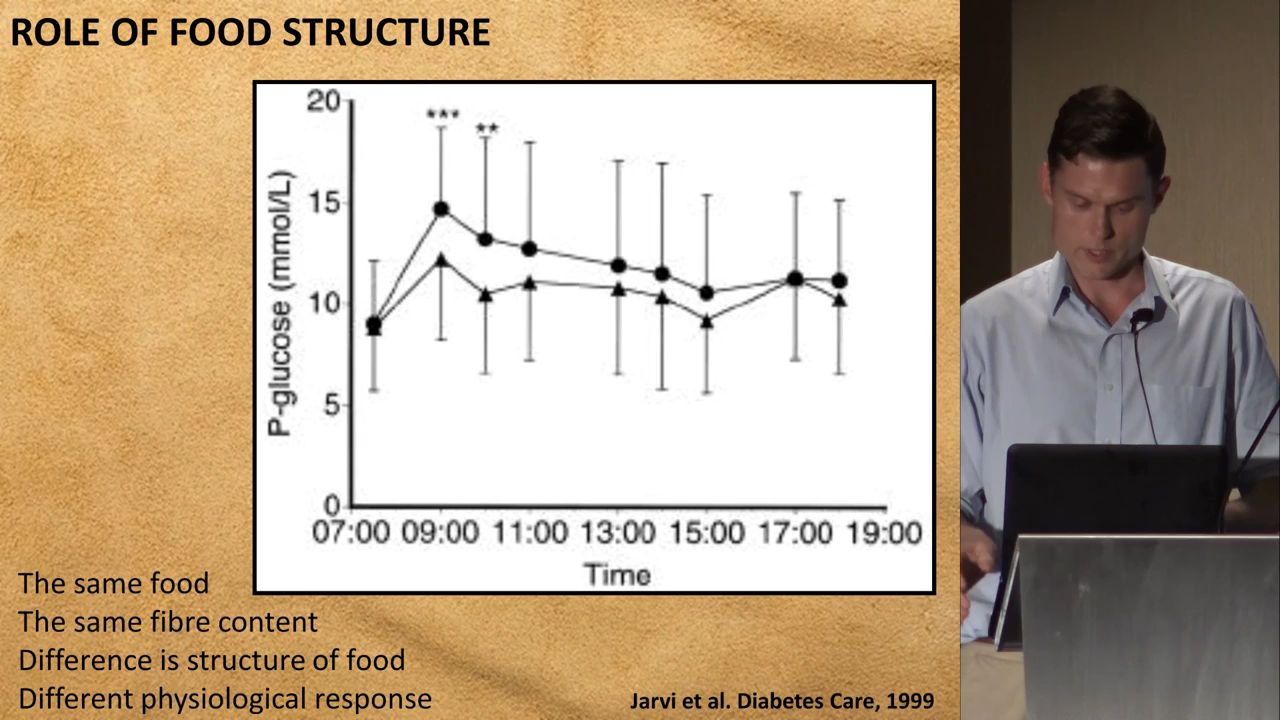 ROLE OF FOOD STRUCTURE
20
***
**
15
10
5
0
P-glucose (mmol/L)
07:00 09:00 11:00 13:00 15:00 17:00 19:00
Time
The same food
The same fibre content
Difference is structure of food
Different physiological response
Jarvi et al. Diabetes Care, 1999